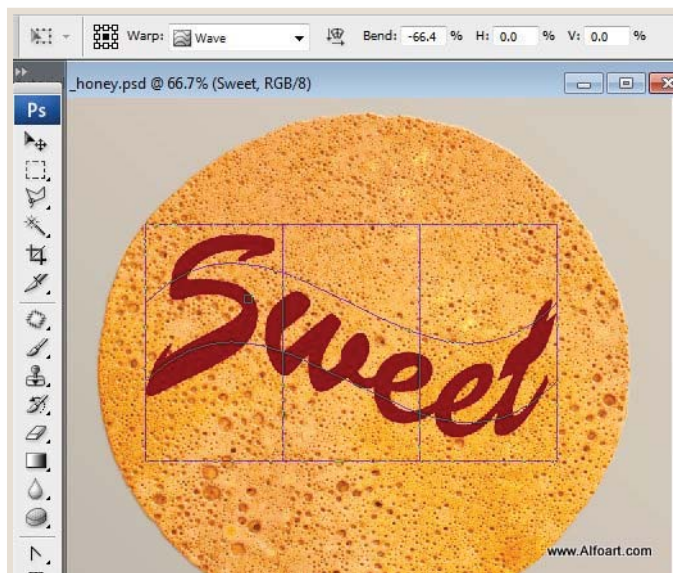 Warp: Wave Bend: -66.4 % H: 0.0 % V: 0.0 %
_honey.psd @ 66.7% (Sweet, RGB/8)
Ps
Sweet
www.Alfoart.com